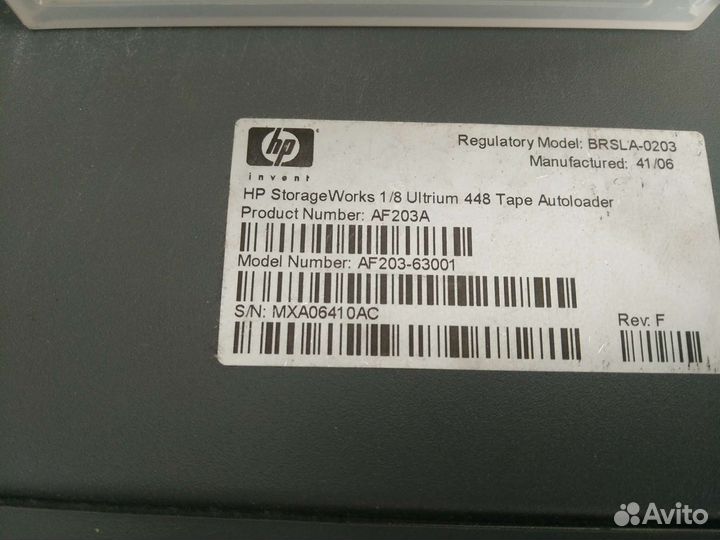 hp
invent
Regulatory Model: BRSLA-0203
Manufactured: 41/06
HP StorageWorks 1/8 Ultrium 448 Tape Autoloader
Product Number: AF203A
Model Number: AF203-63001
S/N: MXA06410AC
Rev: F
Avito